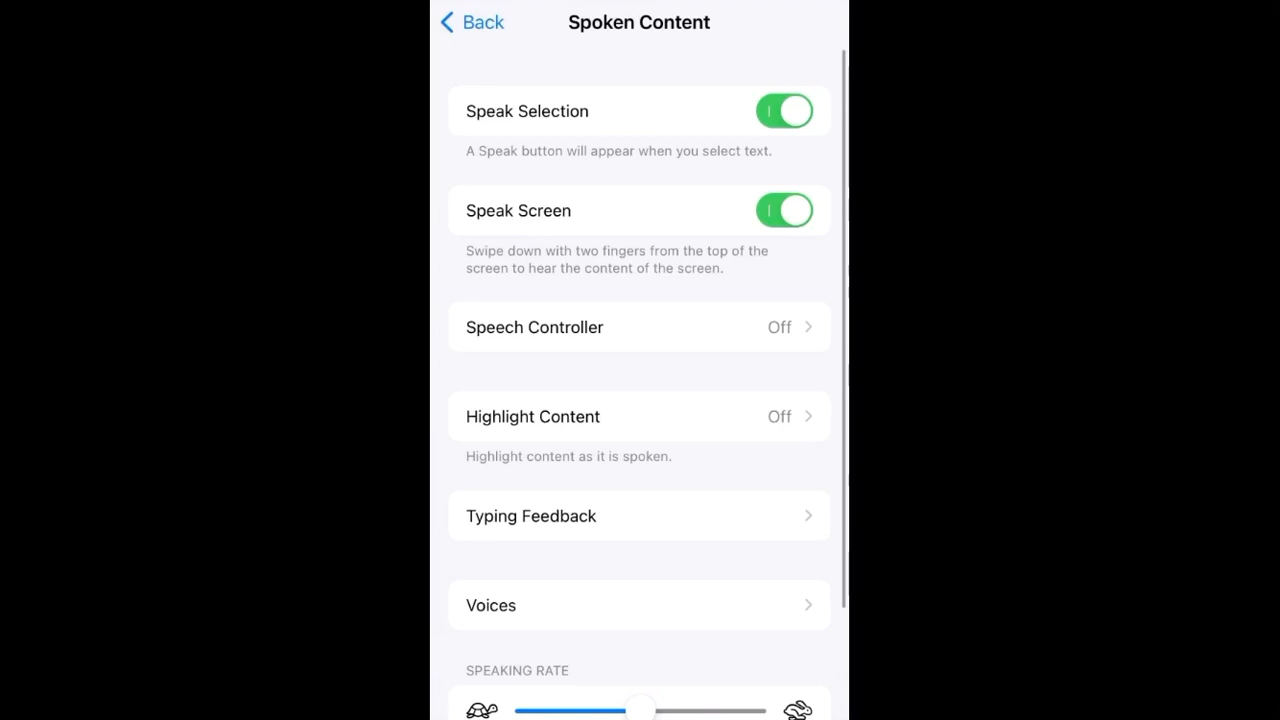 Back
Spoken Content
Speak Selection
A Speak button will appear when you select text.
Speak Screen
Swipe down with two fingers from the top of the
screen to hear the content of the screen.
Speech Controller Off
Highlight Content Off
Highlight content as it is spoken.
Typing Feedback
Voices
SPEAKING RATE